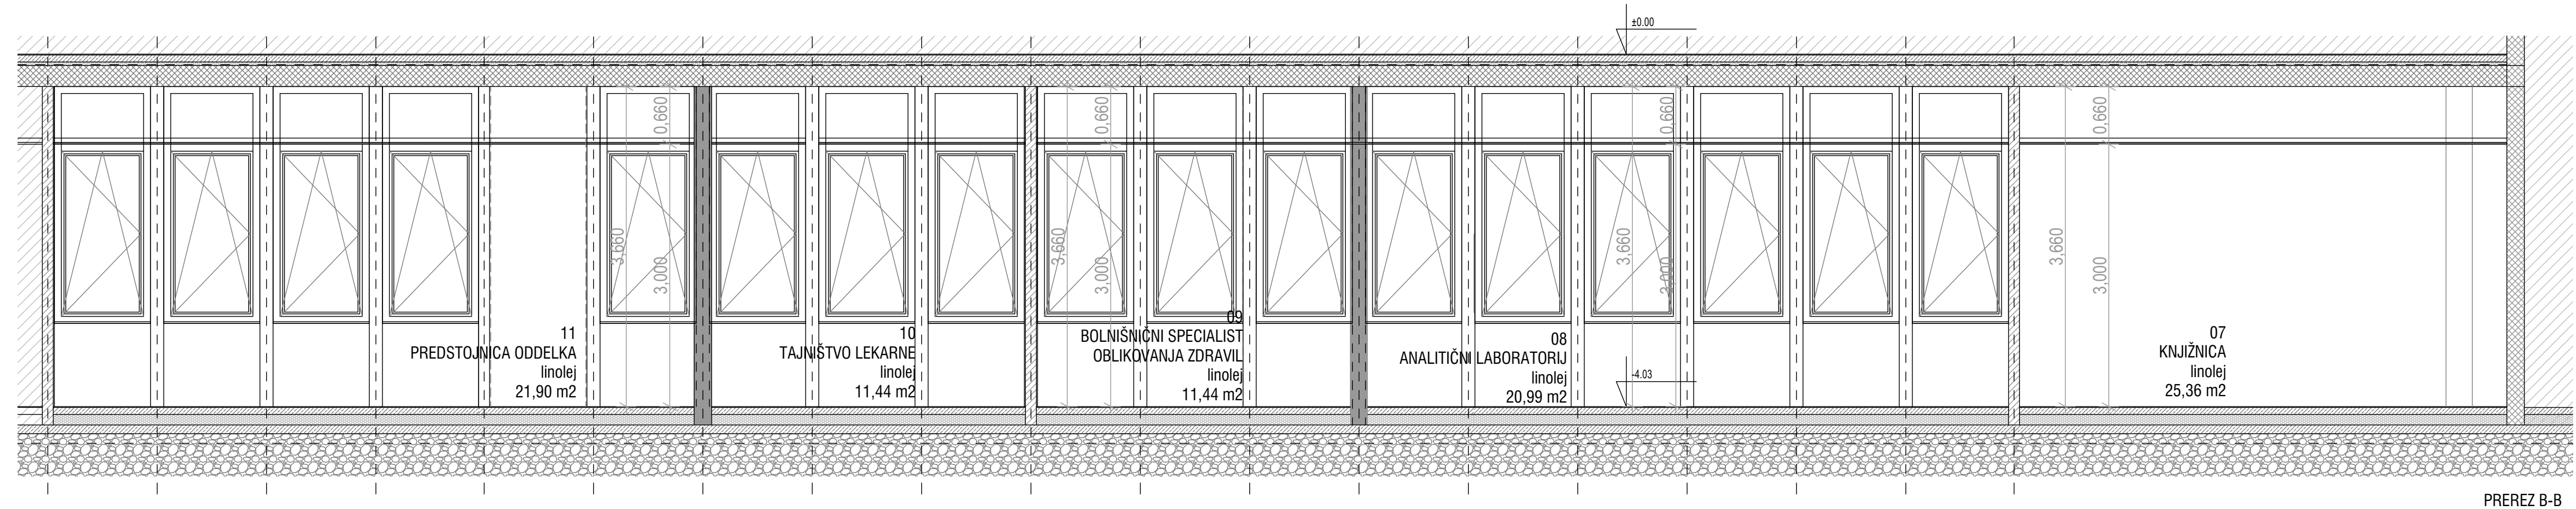 ±0.00
0,660
3,660
3,000
0,660
3,660
3,000
0,660
3,660
3,000
0,660
3,660
3,000
11
PREDSTOJNICA ODDELKA
linolej
21,90 m2
10
TAJNIŠTVO LEKARNE
linolej
11,44 m2
09
BOLNIŠNIČNI SPECIALIST
OBLIKOVANJA ZDRAVIL
linolej
11,44 m2
08
ANALITIČNI LABORATORIJ
linolej
20,99 m2
-4.03
07
KNJIŽNICA
linolej
25,36 m2
PREREZ B-B